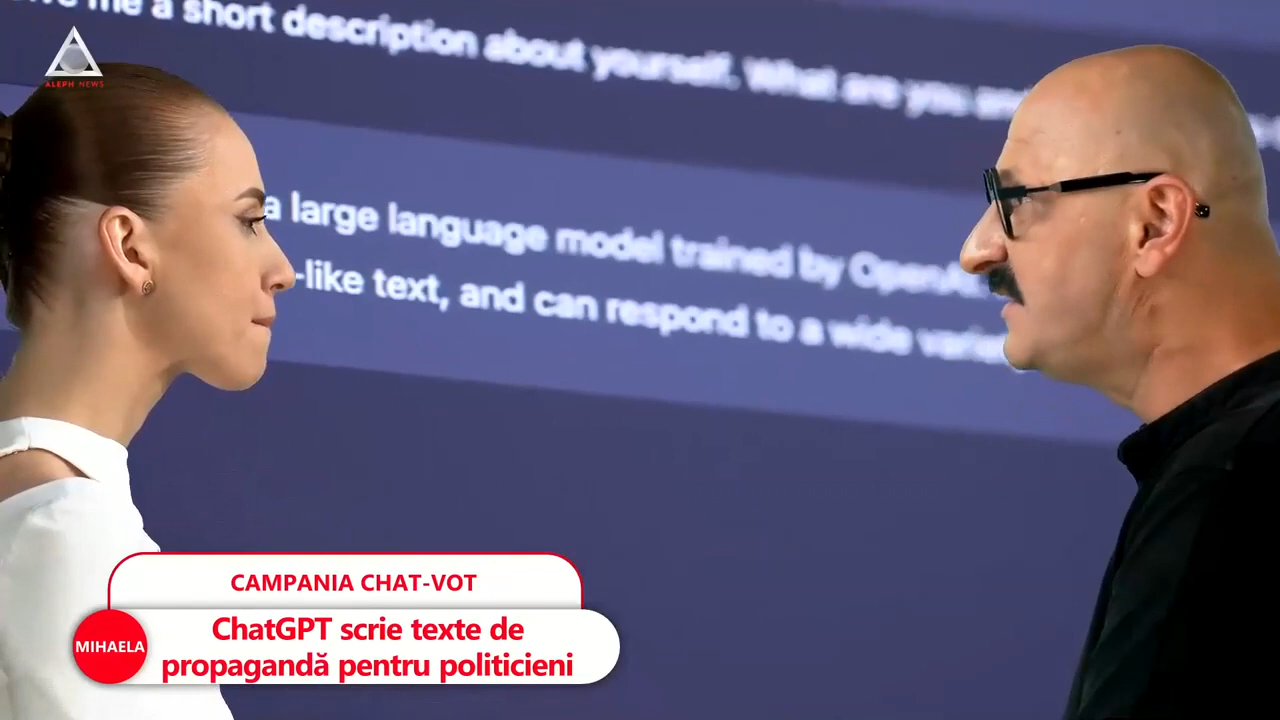 me a short description about yourself. What are you
ALEPH NEWS
a large language model trained by OpenAI
-like text, and can respond to a wide
CAMPANIA CHAT-VOT
MIHAELA
ChatGPT scrie texte de
propagandă pentru politicieni